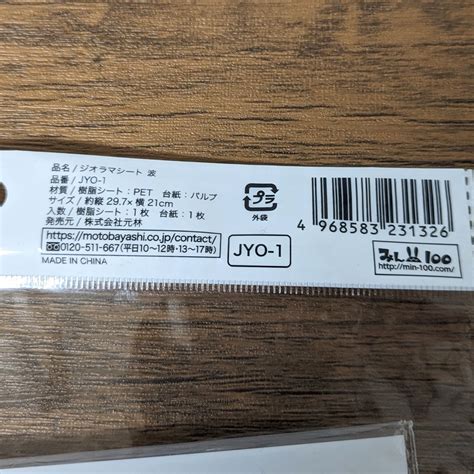 品名/ジオラマシート 波
品番/JYO-1
材質/樹脂シート:PET 台紙:パルプ
サイズ/約縦 29.7×横 21cm
入数/樹脂シート:1枚 台紙:1枚
発売元/株式会社元林
https://motobayashi.co.jp/contact/
0120-511-667(平日10〜12時・13〜17時)
MADE IN CHINA
プラ
外袋
JYO-1
4 968583 231326
みんなの100
http://min-100.com/